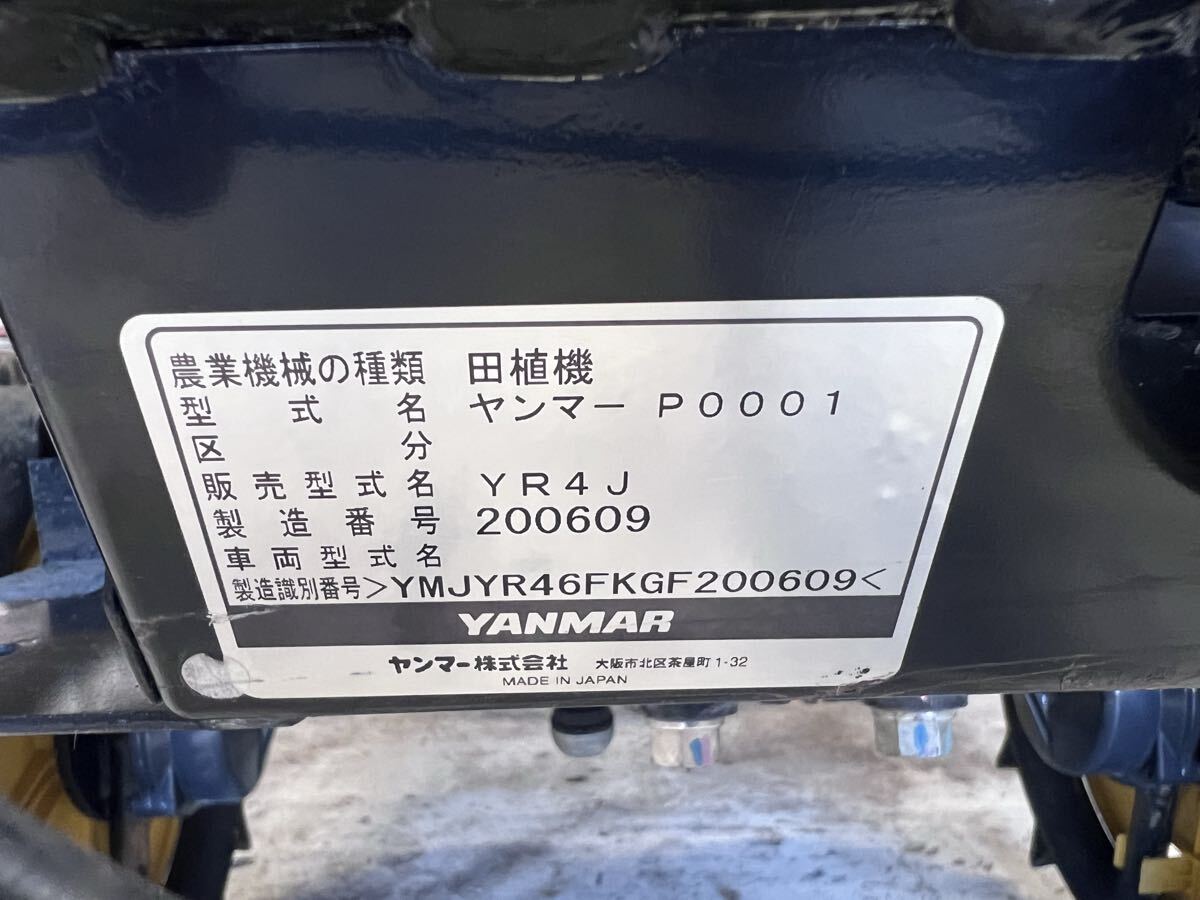 農業機械の種類 田植機
型式名 ヤンマー P0001
区分
販売型式名 YR4J
製造番号 200609
車両型式名
製造識別番号>YMJYR46FKGF200609<
YANMAR
ヤンマー株式会社 大阪市北区茶屋町1-32
MADE IN JAPAN